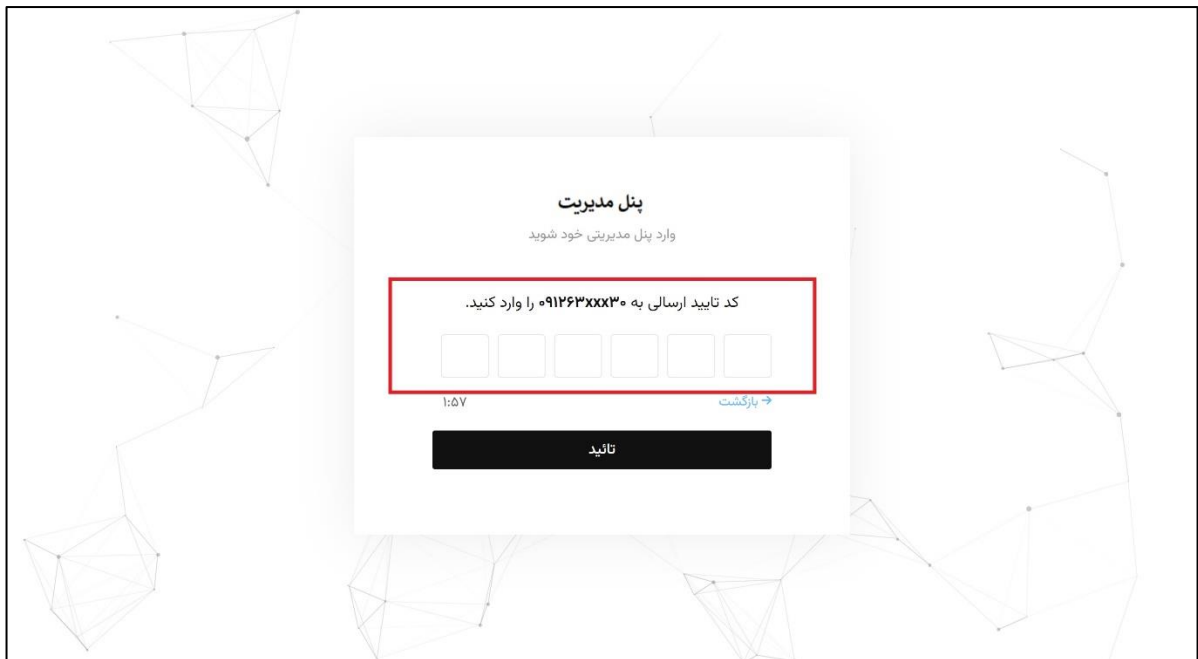 پنل مدیریت
وارد پنل مدیریتی خود شوید
کد تایید ارسالی به ۰۹۱۲۶۳xxx۳۰ را وارد کنید.
→ بازگشت
۱:۵۷
تائید